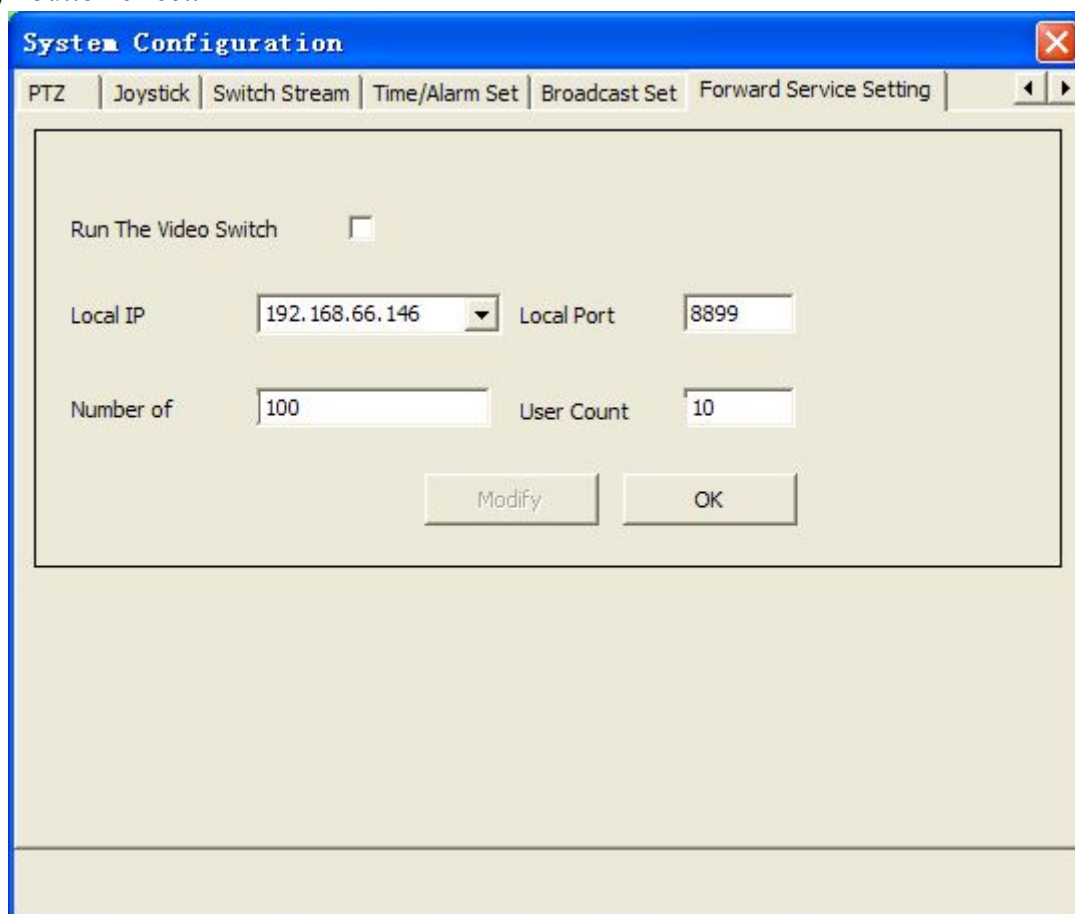 System Configuration
PTZ Joystick Switch Stream Time/Alarm Set Broadcast Set Forward Service Setting
Run The Video Switch
Local IP 192.168.66.146 Local Port 8899
Number of 100 User Count 10
Modify OK